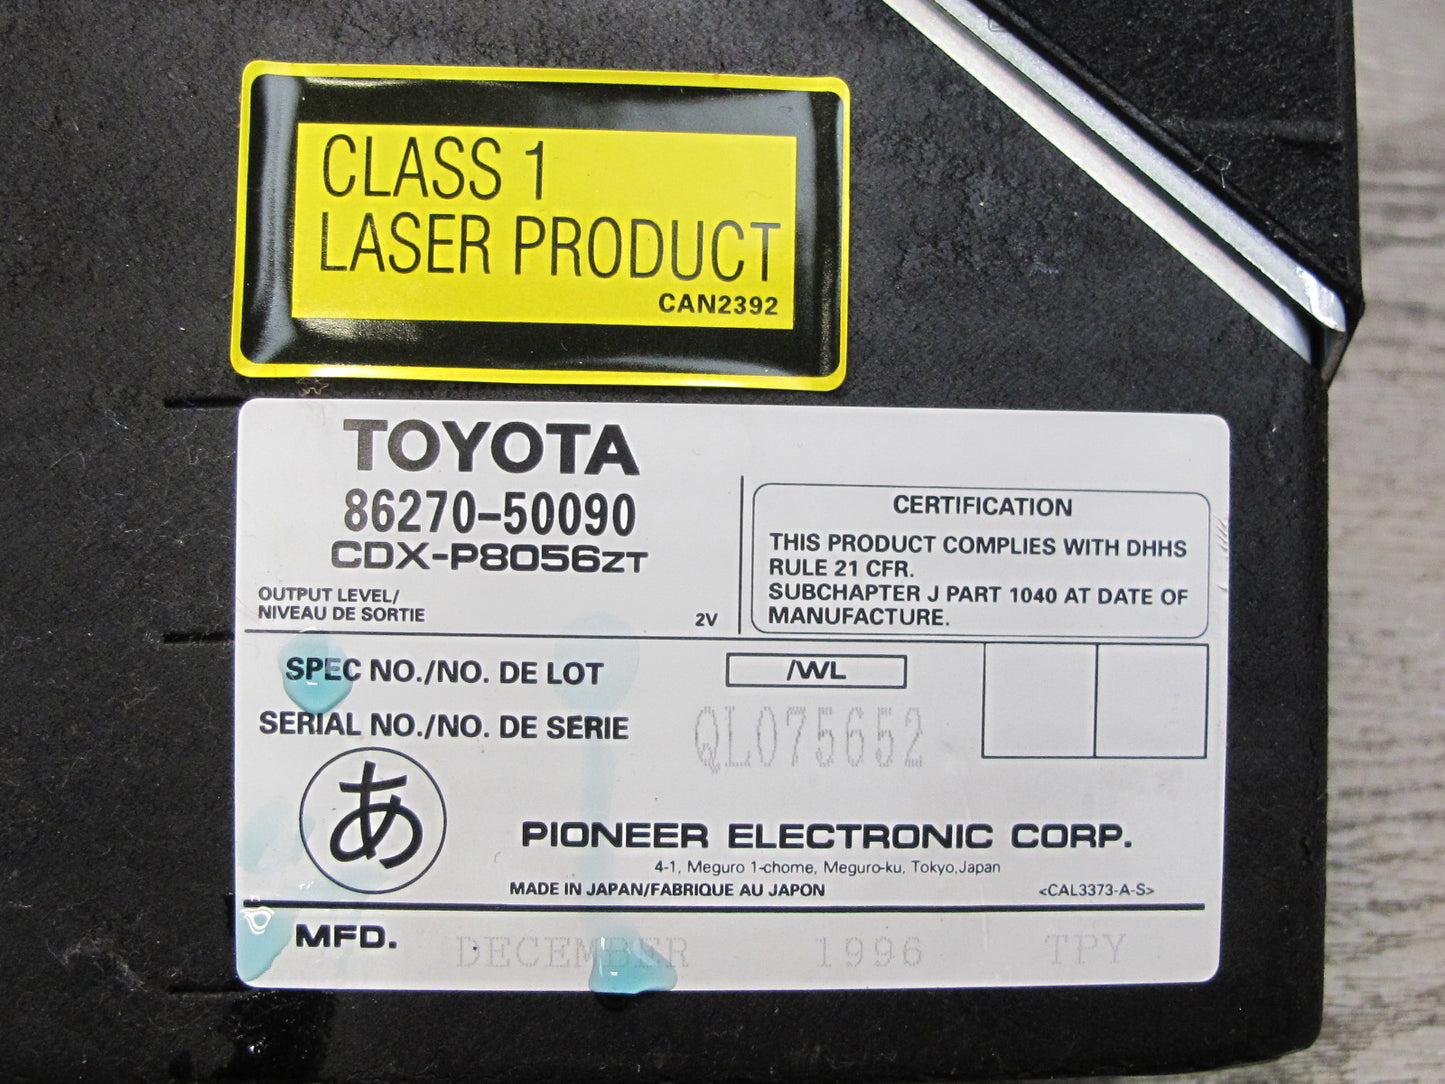 CLASS 1
LASER PRODUCT
CAN2392
TOYOTA
86270-50090
CDX-P8056ZT
OUTPUT LEVEL/
NIVEAU DE SORTIE 2V
CERTIFICATION
THIS PRODUCT COMPLIES WITH DHHS
RULE 21 CFR.
SUBCHAPTER J PART 1040 AT DATE OF
MANUFACTURE.
SPEC NO./NO. DE LOT /WL
SERIAL NO./NO. DE SERIE QL075652
あ
PIONEER ELECTRONIC CORP.
4-1, Meguro 1-chome, Meguro-ku, Tokyo, Japan
MADE IN JAPAN/FABRIQUE AU JAPON <CAL3373-A-S>
MFD. DECEMBER 1996 TPY